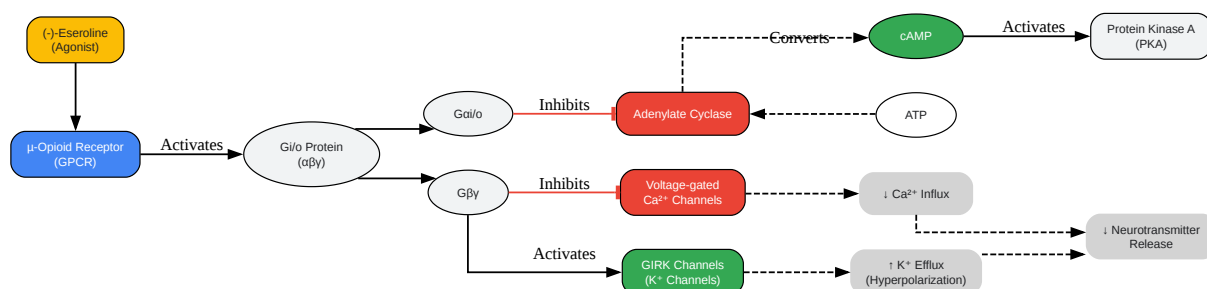 (-)-Eseroline
(Agonist)
µ-Opioid Receptor
(GPCR)
Activates
Gi/o Protein
(αβγ)
Gαi/o
Inhibits
Adenylate Cyclase
Converts
cAMP
Activates
Protein Kinase A
(PKA)
ATP
Gβγ
Inhibits
Voltage-gated
Ca²⁺ Channels
↓ Ca²⁺ Influx
↓ Neurotransmitter
Release
Activates
GIRK Channels
(K⁺ Channels)
↑ K⁺ Efflux
(Hyperpolarization)